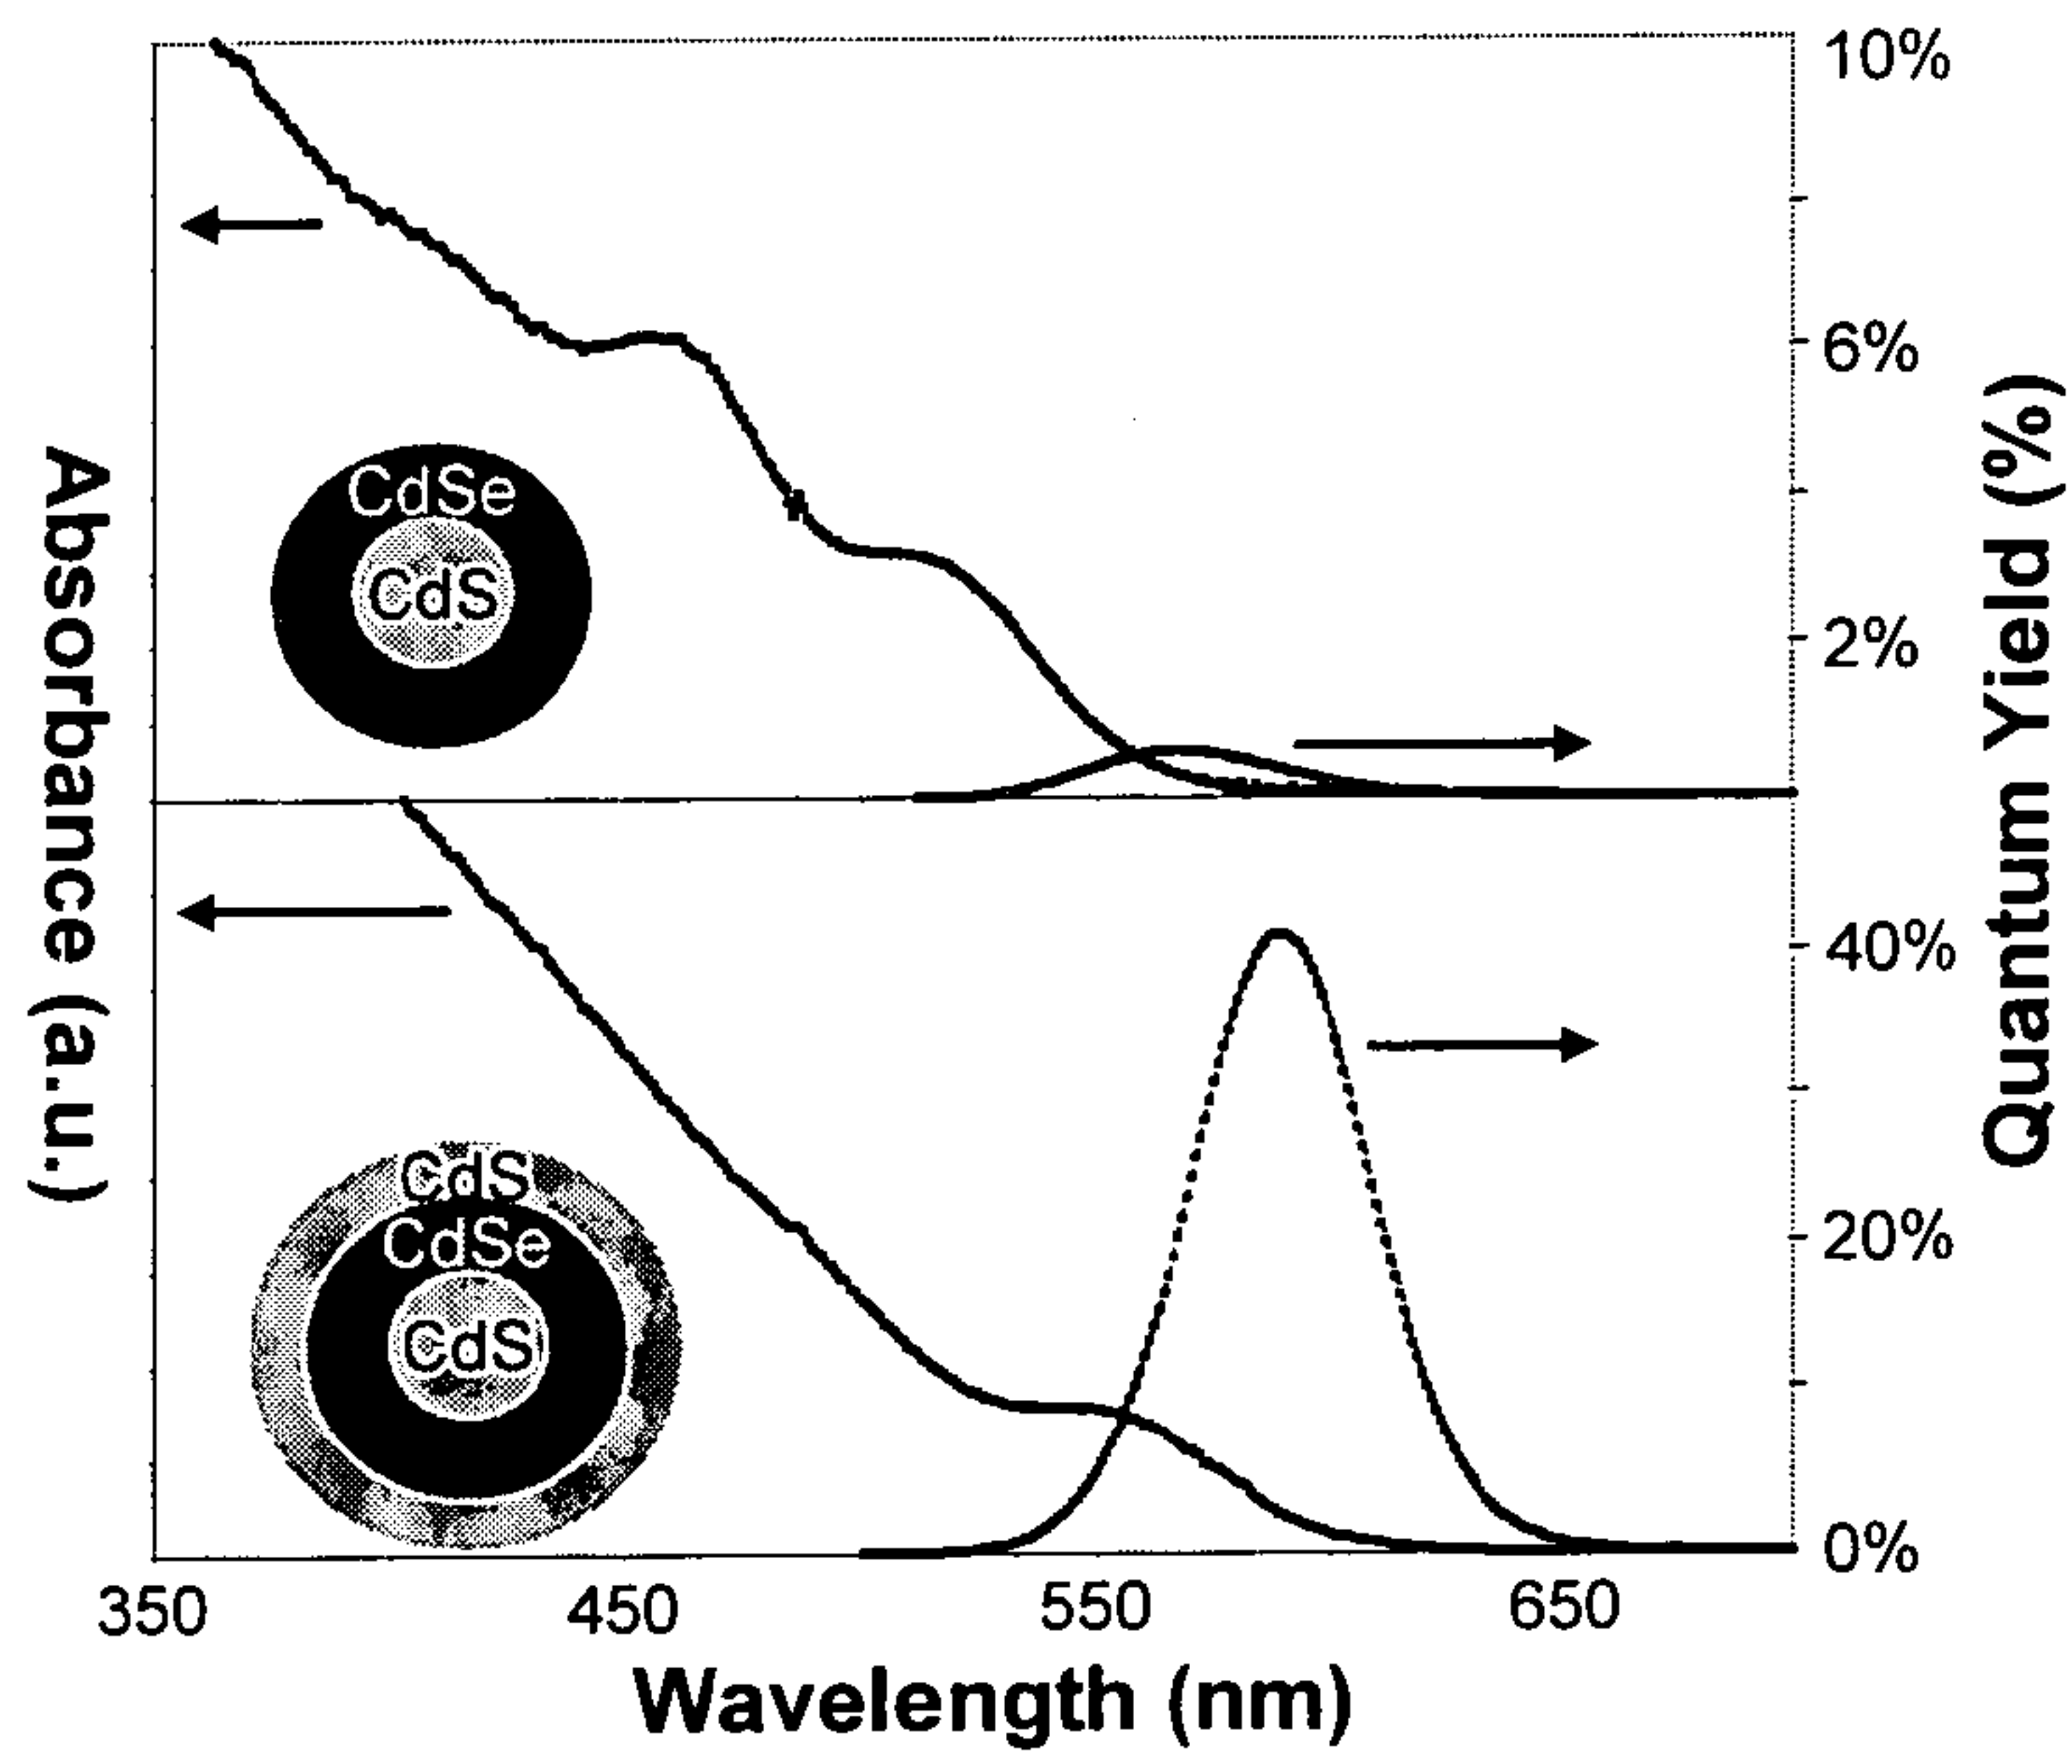 10%
6%
2%
CdSe
CdS
Absorbance (a.u.)
Quantum Yield (%)
40%
20%
0%
CdS
CdSe
CdS
350 450 550 650
Wavelength (nm)